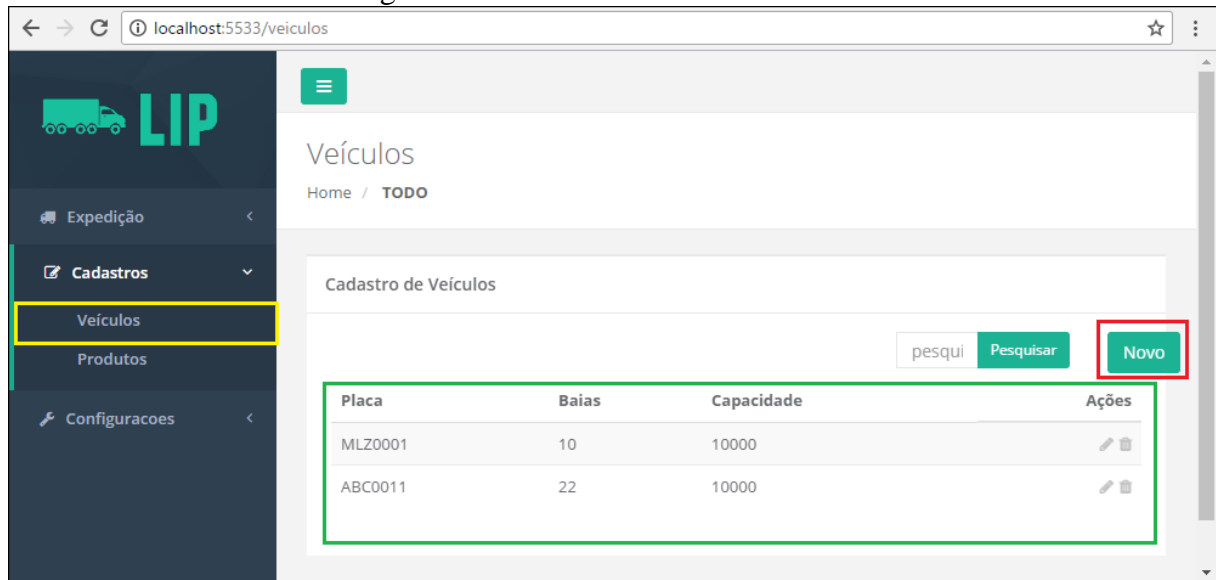 localhost:5533/veiculos
LIP
Veículos
Home / TODO
Expedição
Cadastros
Veículos
Produtos
Configuracoes
Cadastro de Veículos
pesqui Pesquisar Novo
Placa Baias Capacidade Ações
MLZ0001 10 10000
ABC0011 22 10000